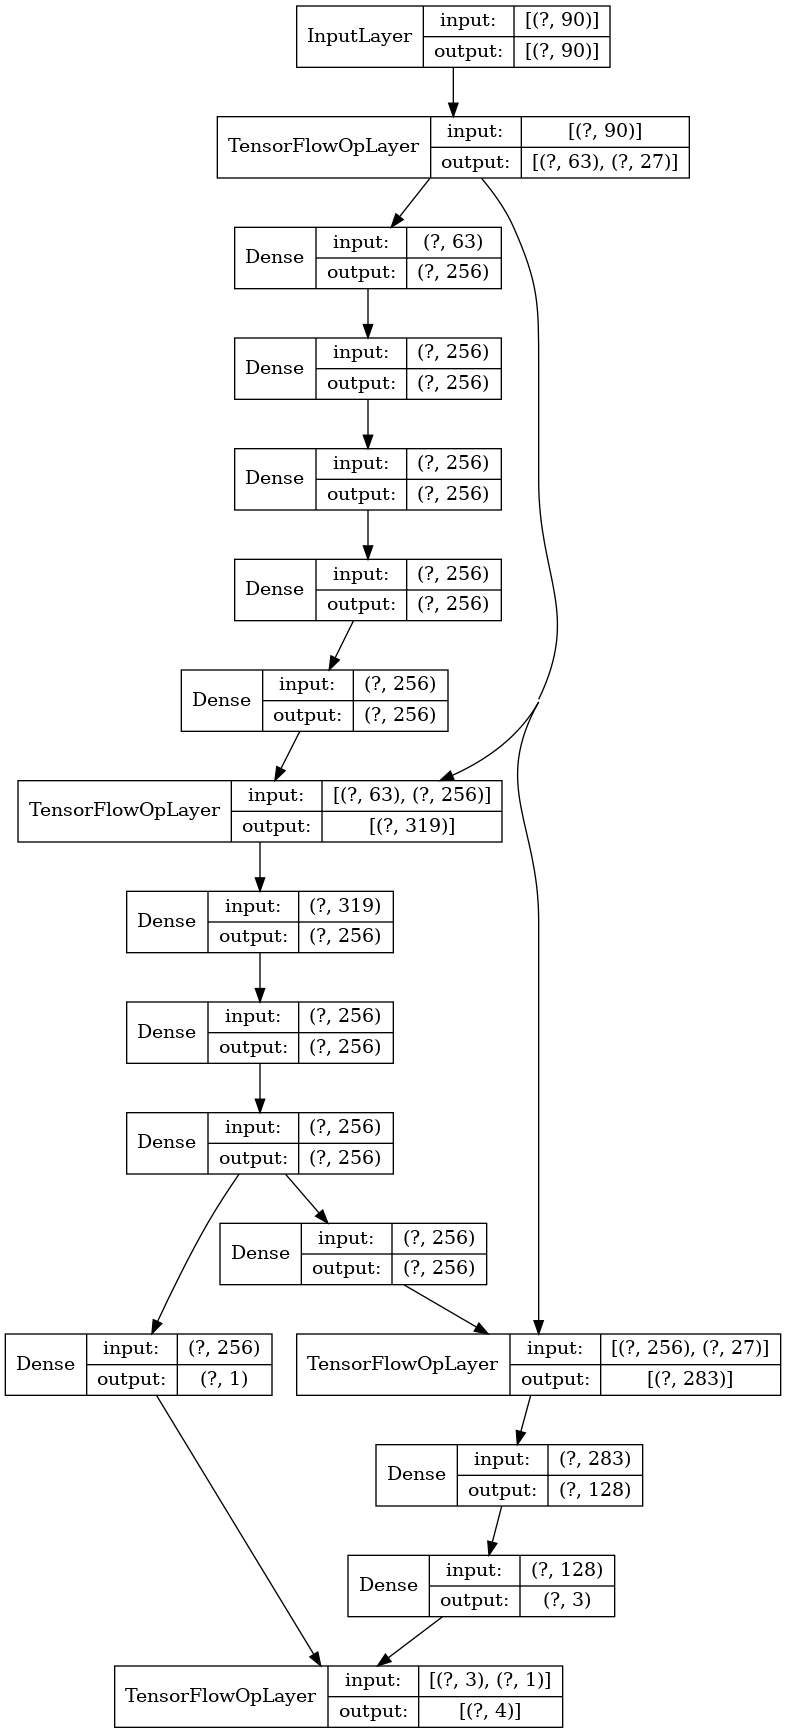 InputLayer
input: [(?, 90)]
output: [(?, 90)]
TensorFlowOpLayer
input: [(?, 90)]
output: [(?, 63), (?, 27)]
Dense
input: (?, 63)
output: (?, 256)
Dense
input: (?, 256)
output: (?, 256)
Dense
input: (?, 256)
output: (?, 256)
Dense
input: (?, 256)
output: (?, 256)
Dense
input: (?, 256)
output: (?, 256)
TensorFlowOpLayer
input: [(?, 63), (?, 256)]
output: [(?, 319)]
Dense
input: (?, 319)
output: (?, 256)
Dense
input: (?, 256)
output: (?, 256)
Dense
input: (?, 256)
output: (?, 256)
Dense
input: (?, 256)
output: (?, 256)
Dense
input: (?, 256)
output: (?, 1)
TensorFlowOpLayer
input: [(?, 256), (?, 27)]
output: [(?, 283)]
Dense
input: (?, 283)
output: (?, 128)
Dense
input: (?, 128)
output: (?, 3)
TensorFlowOpLayer
input: [(?, 3), (?, 1)]
output: [(?, 4)]